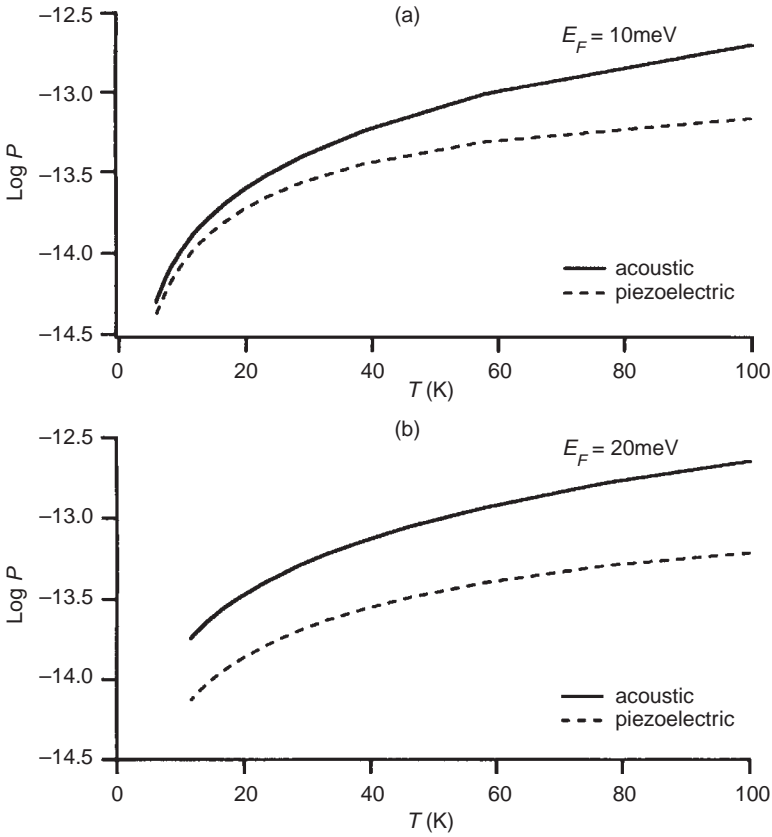 (a)
E_F = 10meV
−12.5
−13.0
−13.5
−14.0
−14.5
Log P
acoustic
piezoelectric
0 20 40 60 80 100
T (K)
(b)
E_F = 20meV
−12.5
−13.0
−13.5
−14.0
−14.5
Log P
acoustic
piezoelectric
0 20 40 60 80 100
T (K)